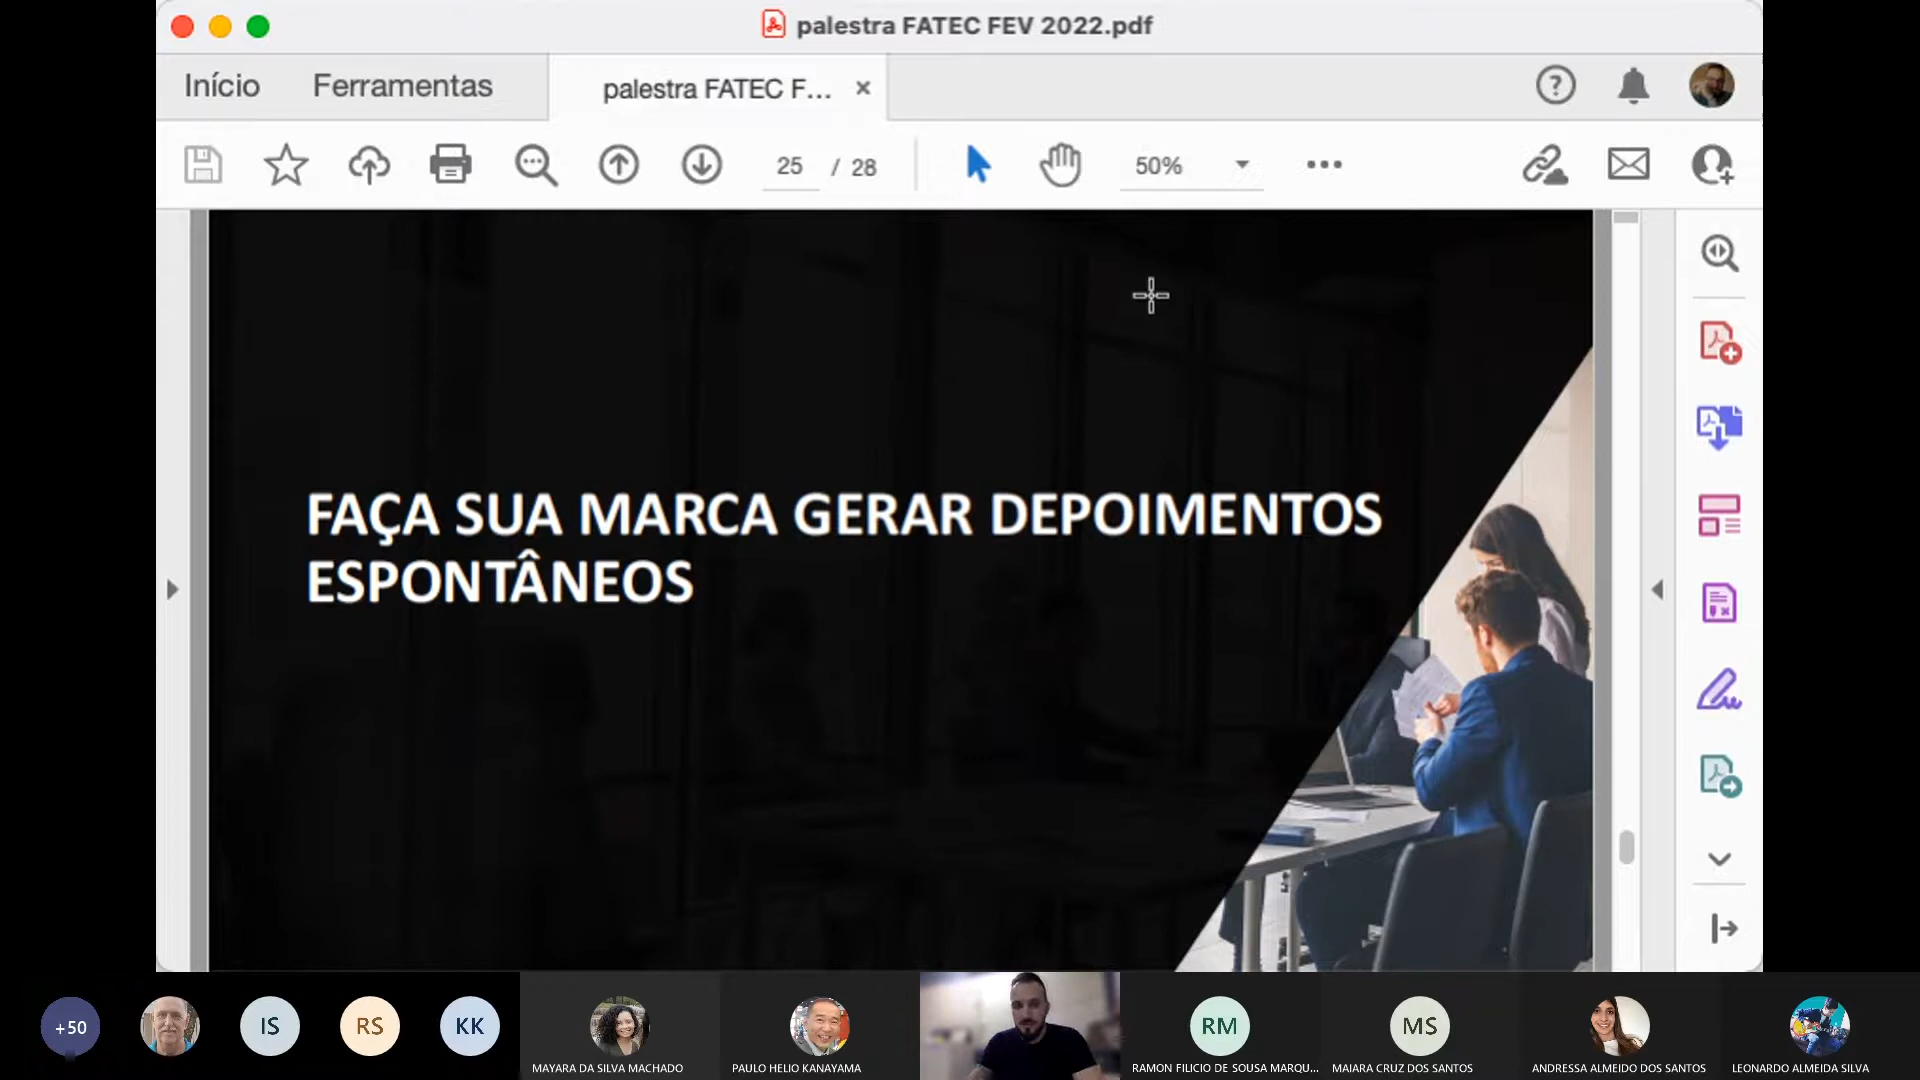 palestra FATEC FEV 2022.pdf
Início
Ferramentas
palestra FATEC F...
25 / 28
50%
FAÇA SUA MARCA GERAR DEPOIMENTOS
ESPONTÂNEOS
+50
IS
RS
KK
RM
MS
MAYARA DA SILVA MACHADO
PAULO HELIO KANAYAMA
RAMON FILICIO DE SOUSA MARQU...
MAIARA CRUZ DOS SANTOS
ANDRESSA ALMEIDO DOS SANTOS
LEONARDO ALMEIDA SILVA